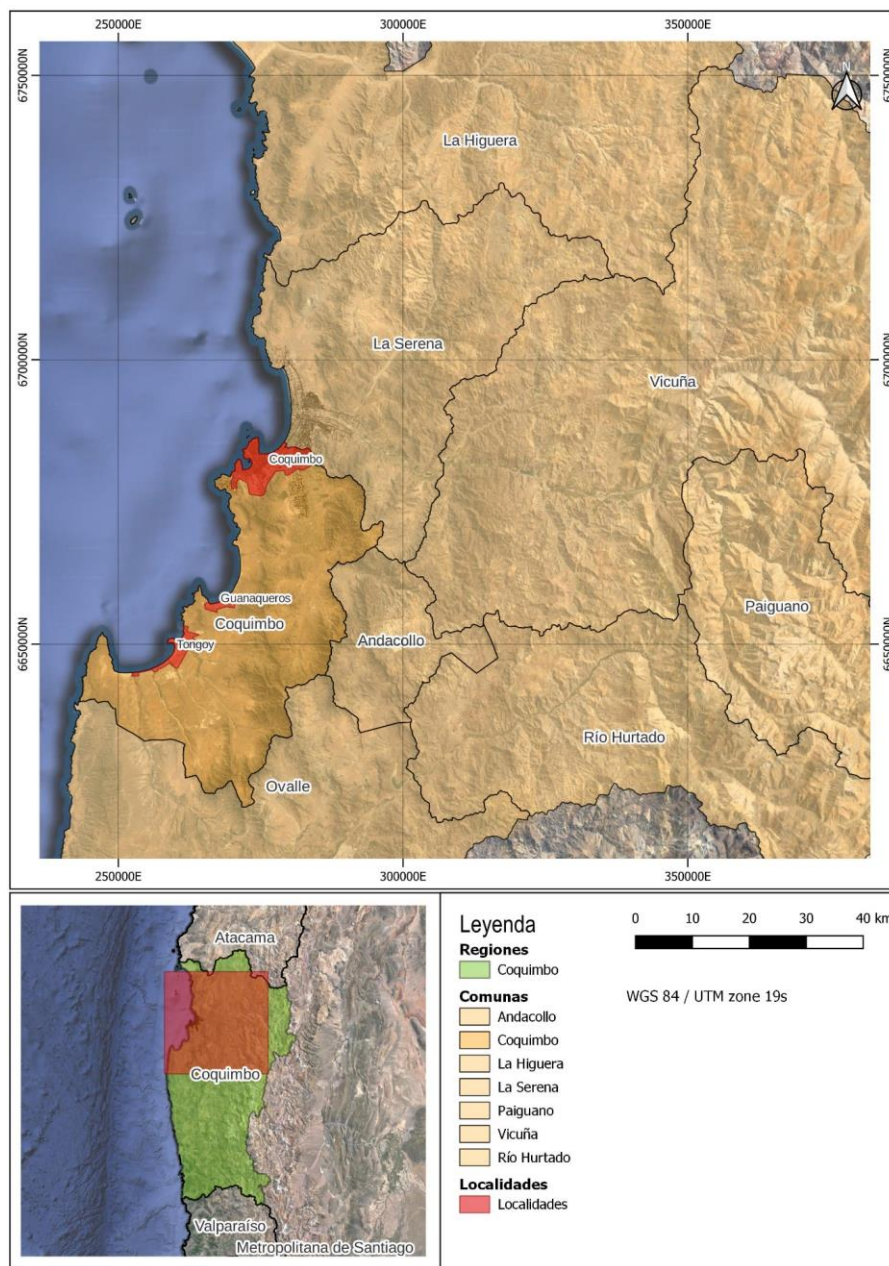 250000E 300000E 350000E
6750000N 6750000N
N
La Higuera
La Serena
6700000N 6700000N
Vicuña
Coquimbo
Guanaqueros
Coquimbo
Paiguano
Tongoy
Andacollo
6650000N 6650000N
Río Hurtado
Ovalle
250000E 300000E 350000E
Atacama
Coquimbo
Valparaíso
Metropolitana de Santiago
Leyenda
Regiones
Coquimbo
Comunas
Andacollo
Coquimbo
La Higuera
La Serena
Paiguano
Vicuña
Río Hurtado
Localidades
Localidades
0 10 20 30 40 km
WGS 84 / UTM zone 19s